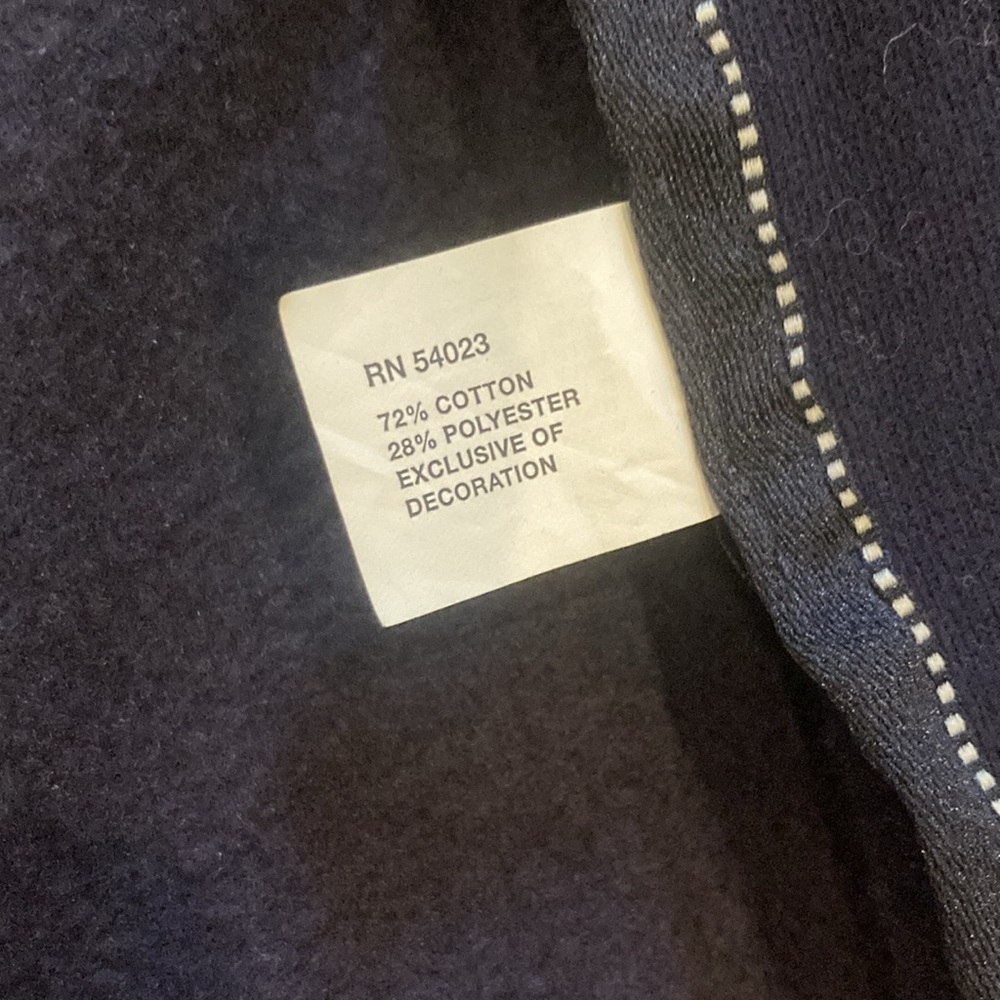 RN 54023
72% COTTON
28% POLYESTER
EXCLUSIVE OF
DECORATION